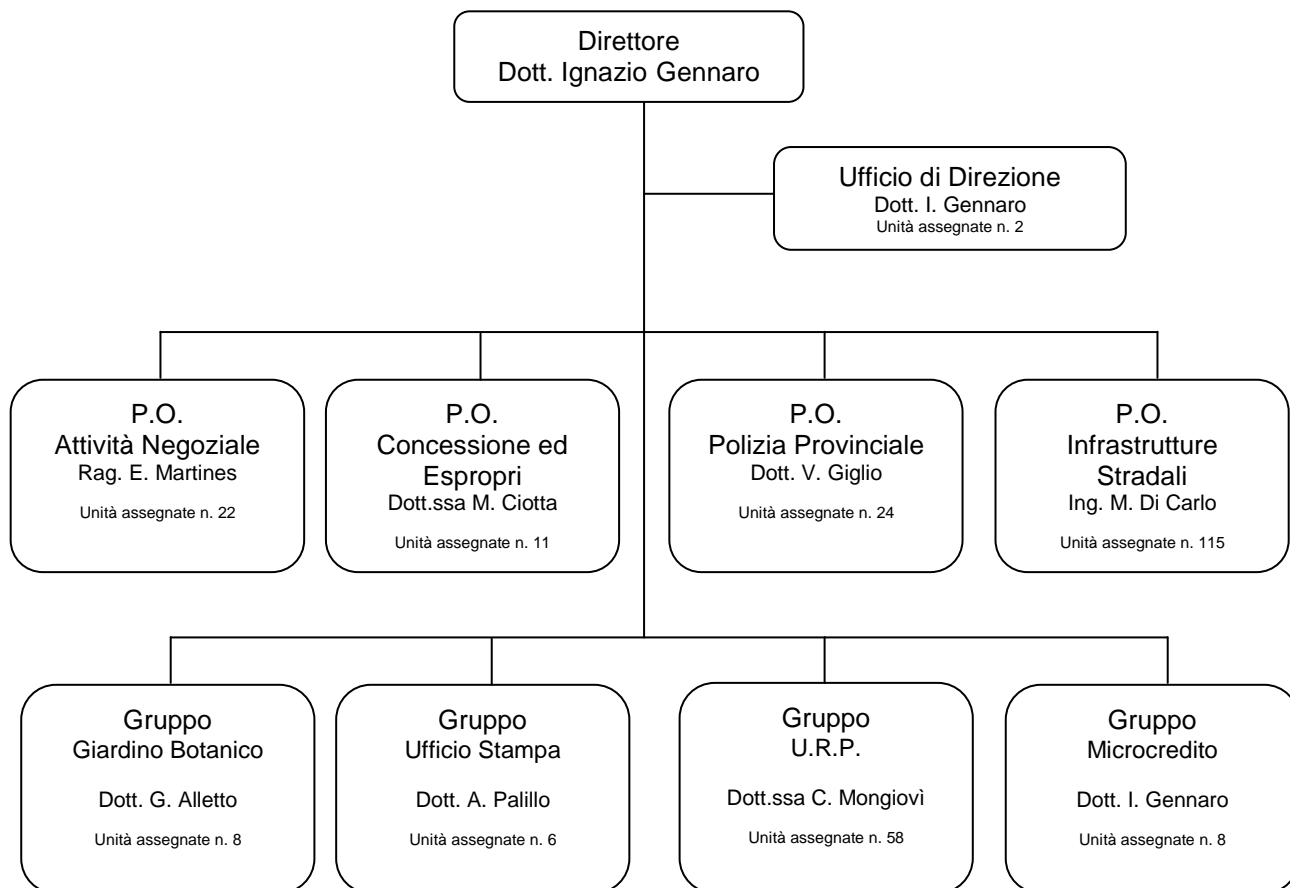 Direttore
Dott. Ignazio Gennaro
Ufficio di Direzione
Dott. I. Gennaro
Unità assegnate n. 2
P.O.
Attività Negoziale
Rag. E. Martines
Unità assegnate n. 22
P.O.
Concessione ed
Espropri
Dott.ssa M. Ciotta
Unità assegnate n. 11
P.O.
Polizia Provinciale
Dott. V. Giglio
Unità assegnate n. 24
P.O.
Infrastrutture
Stradali
Ing. M. Di Carlo
Unità assegnate n. 115
Gruppo
Giardino Botanico
Dott. G. Alletto
Unità assegnate n. 8
Gruppo
Ufficio Stampa
Dott. A. Palillo
Unità assegnate n. 6
Gruppo
U.R.P.
Dott.ssa C. Mongiovì
Unità assegnate n. 58
Gruppo
Microcredito
Dott. I. Gennaro
Unità assegnate n. 8